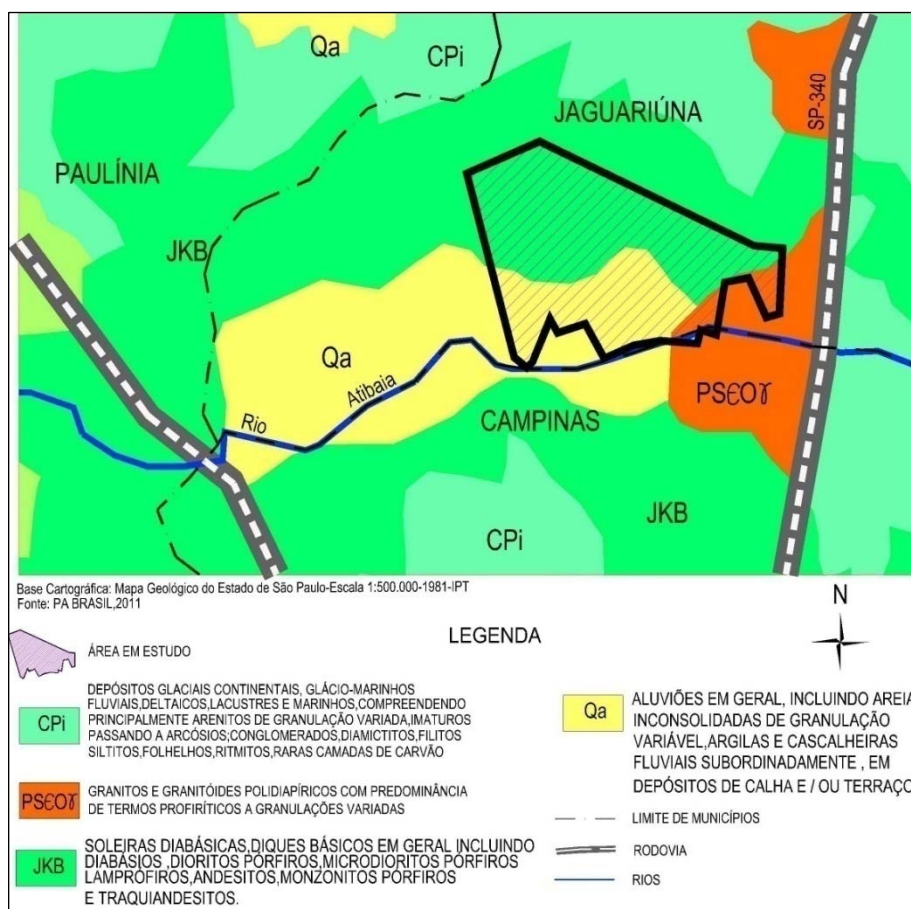 Qa
CPi
JAGUARIÚNA
SP-340
PAULÍNIA
JKB
Qa
Rio
Atibaia
PSЄOɤ
CAMPINAS
JKB
CPi
Base Cartográfica: Mapa Geológico do Estado de São Paulo-Escala 1:500.000-1981-IPT
Fonte: PA BRASIL,2011
N
LEGENDA
ÁREA EM ESTUDO
CPi
DEPÓSITOS GLACIAIS CONTINENTAIS, GLÁCIO-MARINHOS
FLUVIAIS,DELTAICOS,LACUSTRES E MARINHOS,COMPREENDENDO
PRINCIPALMENTE ARENITOS DE GRANULAÇÃO VARIADA,IMATUROS
PASSANDO A ARCÓSIOS;CONGLOMERADOS,DIAMICTITOS,FILITOS
SILTITOS,FOLHELHOS,RITMITOS,RARAS CAMADAS DE CARVÃO
PSЄOɤ
GRANITOS E GRANITÓIDES POLIDIAPÍRICOS COM PREDOMINÂNCIA
DE TERMOS PROFIRÍTICOS A GRANULAÇÕES VARIADAS
JKB
SOLEIRAS DIABÁSICAS,DIQUES BÁSICOS EM GERAL INCLUINDO
DIABÁSIOS ,DIORITOS PÓRFIROS,MICRODIORITOS PÓRFIROS
LAMPRÓFIROS,ANDESITOS,MONZONITOS PÓRFIROS
E TRAQUIANDESITOS.
Qa
ALUVIÕES EM GERAL, INCLUINDO AREIA
INCONSOLIDADAS DE GRANULAÇÃO
VARIÁVEL,ARGILAS E CASCALHEIRAS
FLUVIAIS SUBORDINADAMENTE , EM
DEPÓSITOS DE CALHA E / OU TERRAÇO
LIMITE DE MUNICÍPIOS
RODOVIA
RIOS